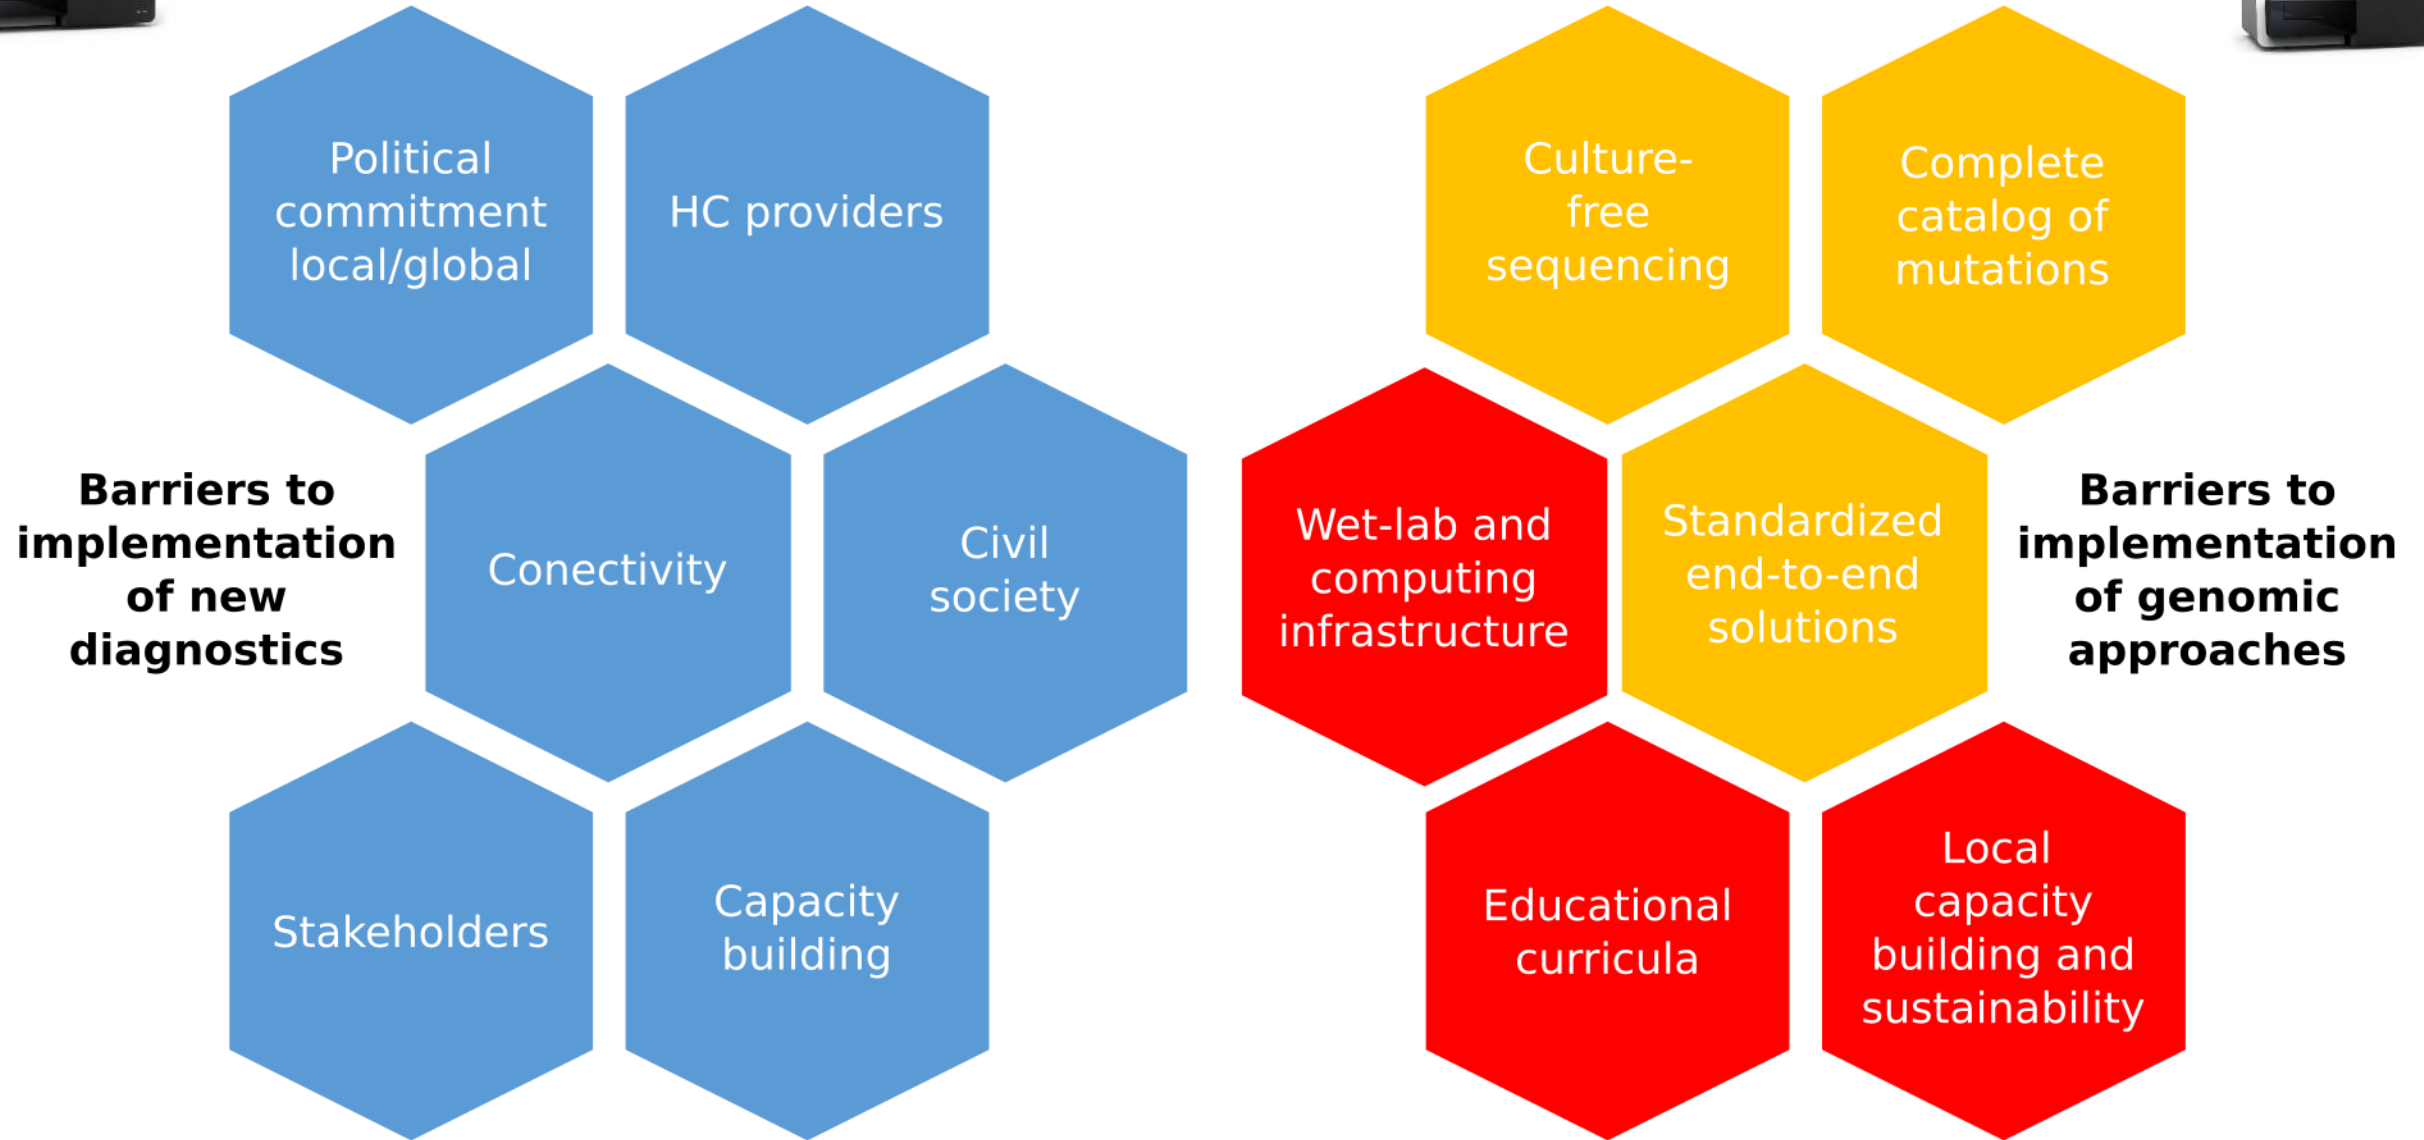 Political
commitment
local/global
HC providers
Barriers to
implementation
of new
diagnostics
Conectivity
Civil
society
Stakeholders
Capacity
building
Culture-
free
sequencing
Complete
catalog of
mutations
Wet-lab and
computing
infrastructure
Standardized
end-to-end
solutions
Barriers to
implementation
of genomic
approaches
Educational
curricula
Local
capacity
building and
sustainability